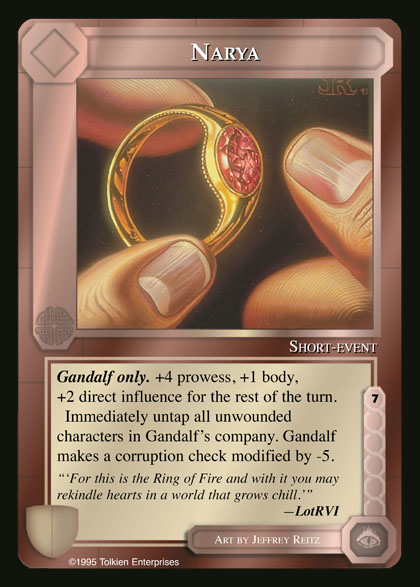 NARYA
JR 95
SHORT-EVENT
Gandalf only. +4 prowess, +1 body,
+2 direct influence for the rest of the turn.
Immediately untap all unwounded
characters in Gandalf's company. Gandalf
makes a corruption check modified by -5.
7
“‘For this is the Ring of Fire and with it you may
rekindle hearts in a world that grows chill.’”
—LotRVI
ART BY JEFFREY REITZ
©1995 Tolkien Enterprises